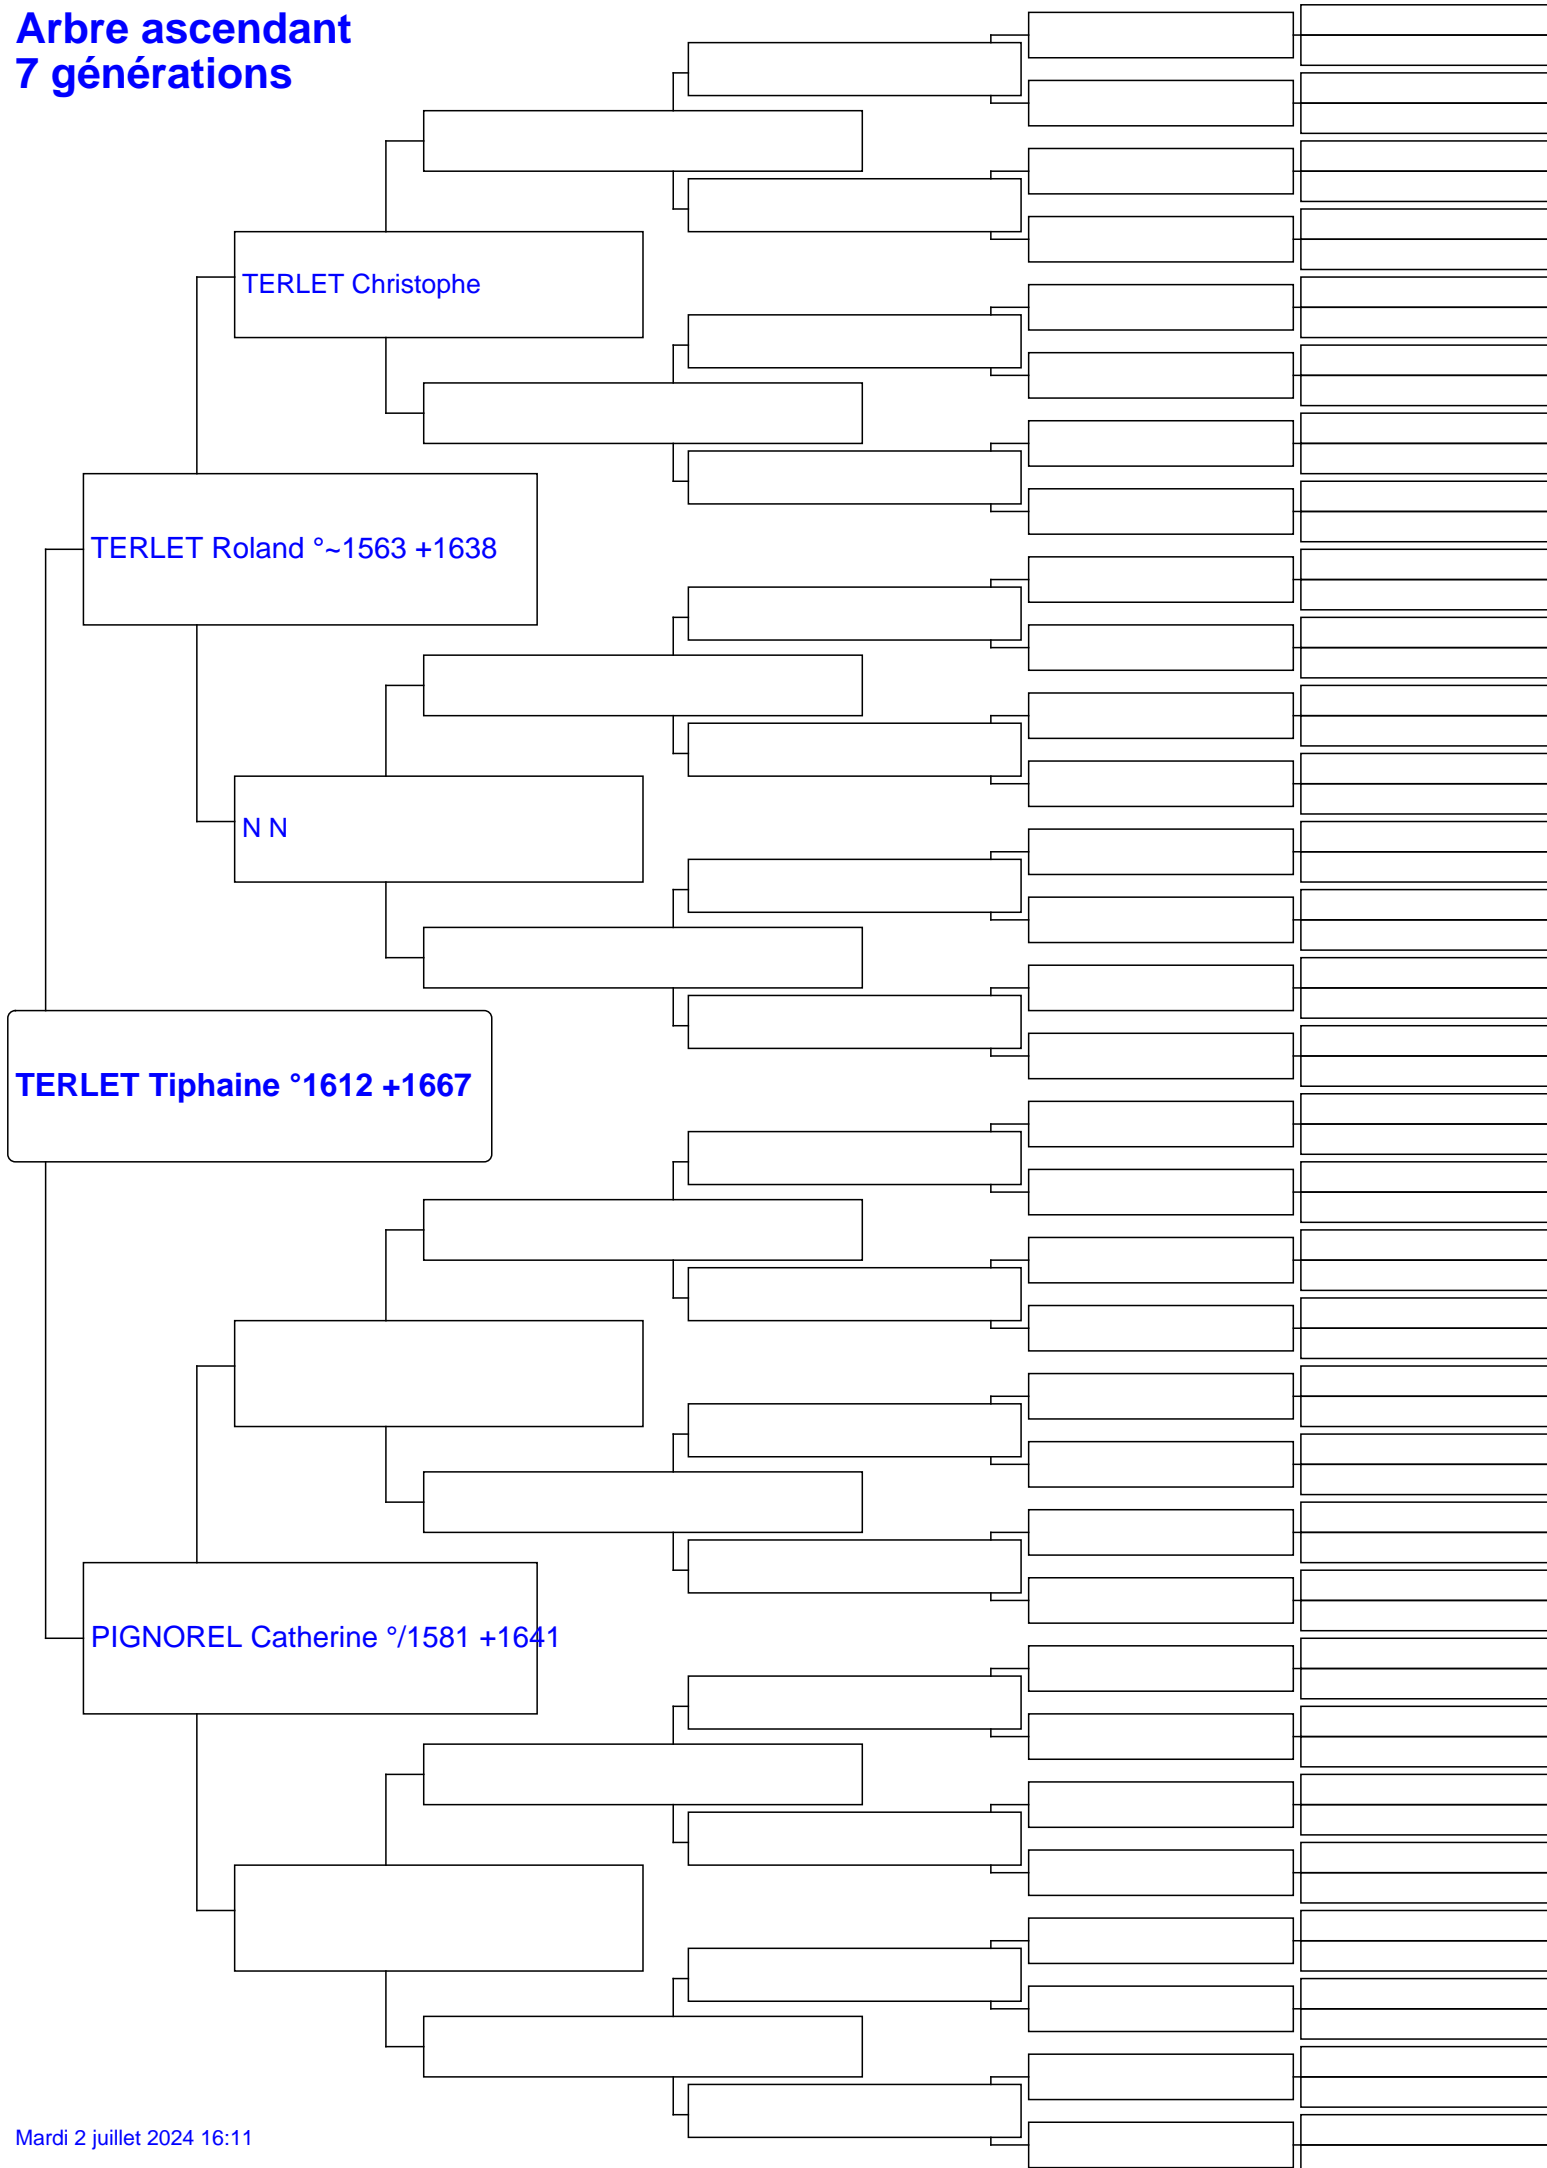 Arbre ascendant
7 générations
TERLET Christophe
TERLET Roland °~1563 +1638
N N
TERLET Tiphaine °1612 +1667
PIGNOREL Catherine °/1581 +1641
Mardi 2 juillet 2024 16:11